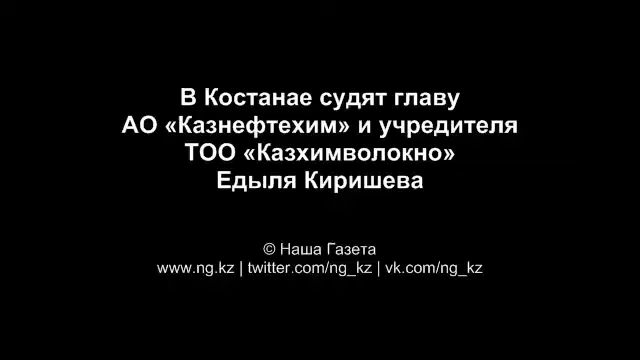 В Костанае судят главу
АО «Казнефтехим» и учредителя
ТОО «Казхимволокно»
Едыля Киришева
© Наша Газета
www.ng.kz | twitter.com/ng_kz | vk.com/ng_kz